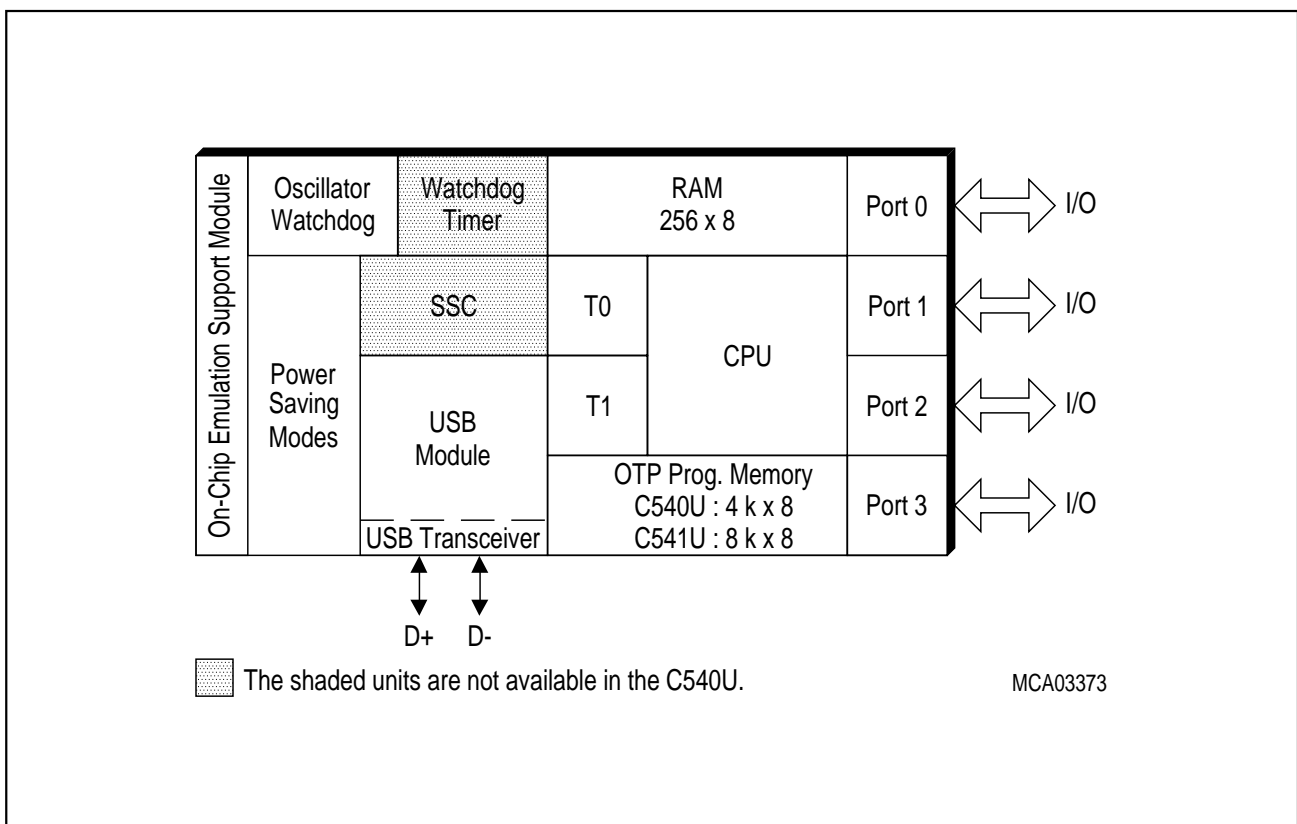 On-Chip Emulation Support Module
Oscillator
Watchdog
Watchdog
Timer
RAM
256 x 8
Port 0
I/O
Power
Saving
Modes
SSC
T0
CPU
Port 1
I/O
USB
Module
T1
Port 2
I/O
USB Transceiver
OTP Prog. Memory
C540U : 4 k x 8
C541U : 8 k x 8
Port 3
I/O
D+
D-
The shaded units are not available in the C540U.
MCA03373